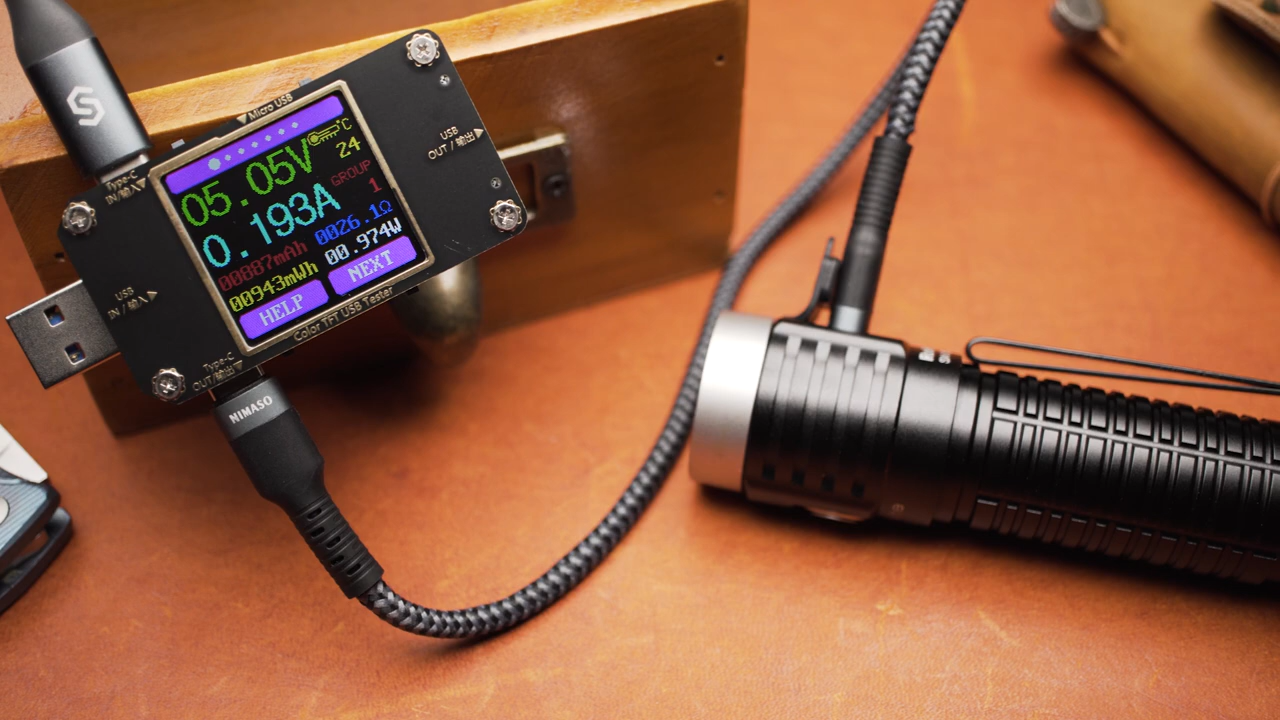 Micro USB
Type-C
IN/输入
USB
OUT / 输出
USB
IN / 输入
Type-C
OUT/输出
Color TFT USB Tester
°C
24
05.05V
GROUP
1
0.193A
00887mAh
0026.1Ω
00943mWh
00.974W
HELP
NEXT
NIMASO